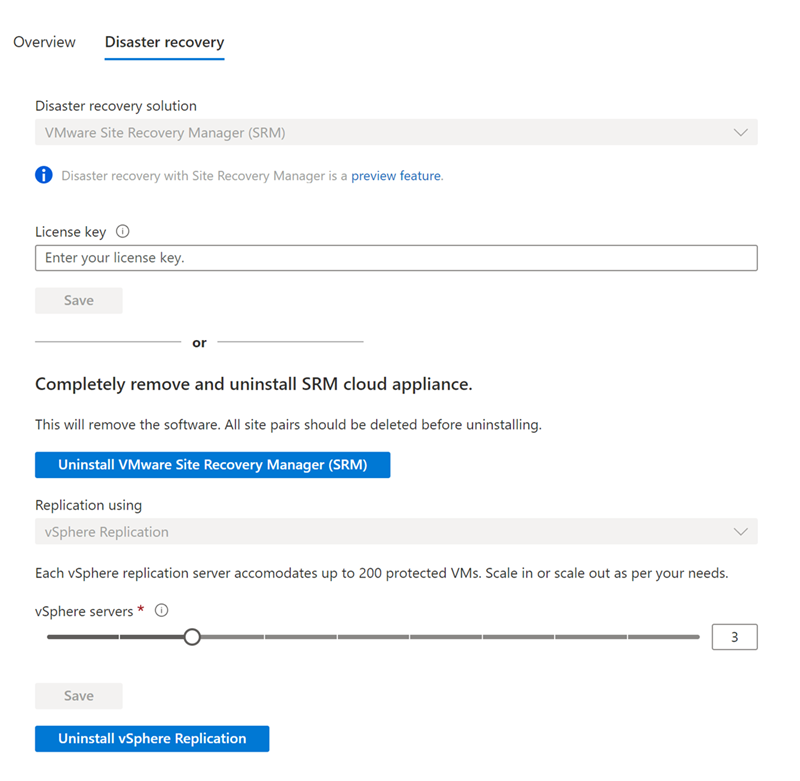 Overview Disaster recovery
Disaster recovery solution
VMware Site Recovery Manager (SRM)
Disaster recovery with Site Recovery Manager is a preview feature.
License key
Enter your license key.
Save
or
Completely remove and uninstall SRM cloud appliance.
This will remove the software. All site pairs should be deleted before uninstalling.
Uninstall VMware Site Recovery Manager (SRM)
Replication using
vSphere Replication
Each vSphere replication server accomodates up to 200 protected VMs. Scale in or scale out as per your needs.
vSphere servers *
3
Save
Uninstall vSphere Replication